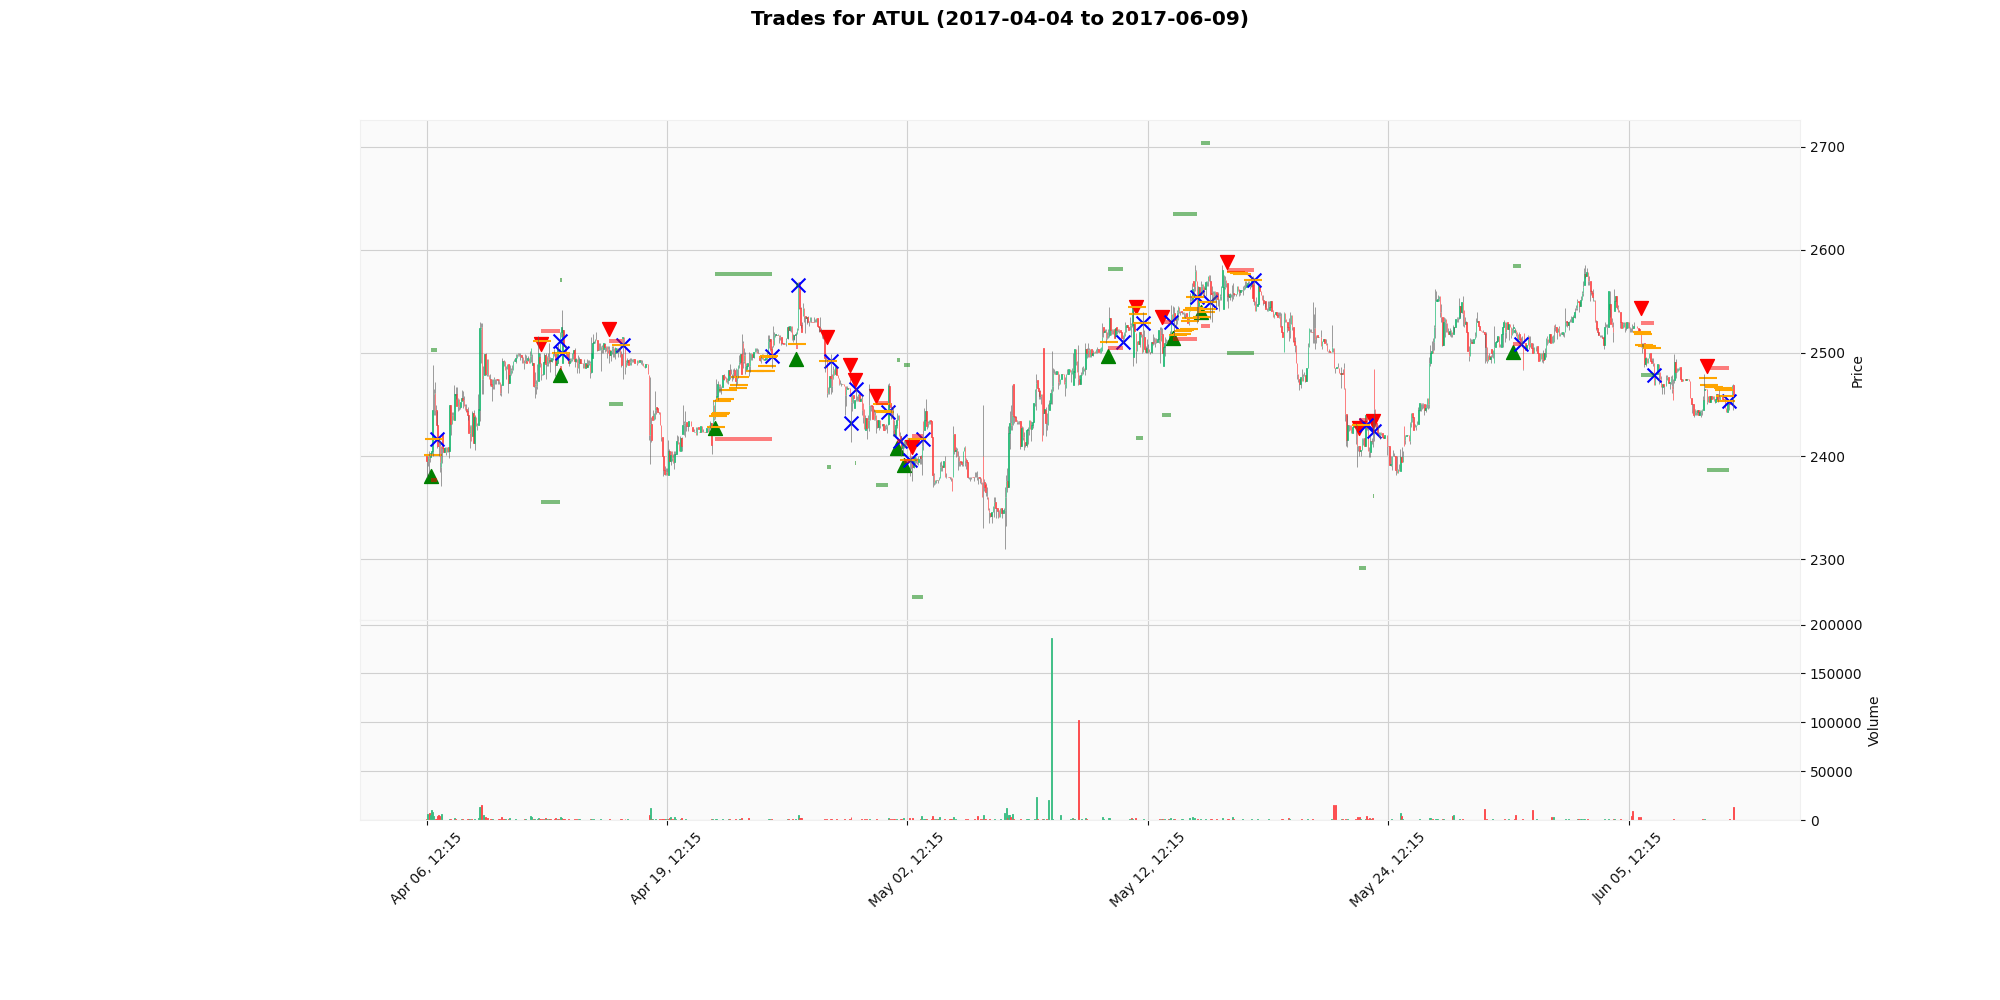 Trades for ATUL (2017-04-04 to 2017-06-09)
2700
2600
2500
2400
2300
Price
200000
150000
100000
50000
0
Volume
Apr 06, 12:15
Apr 19, 12:15
May 02, 12:15
May 12, 12:15
May 24, 12:15
Jun 05, 12:15